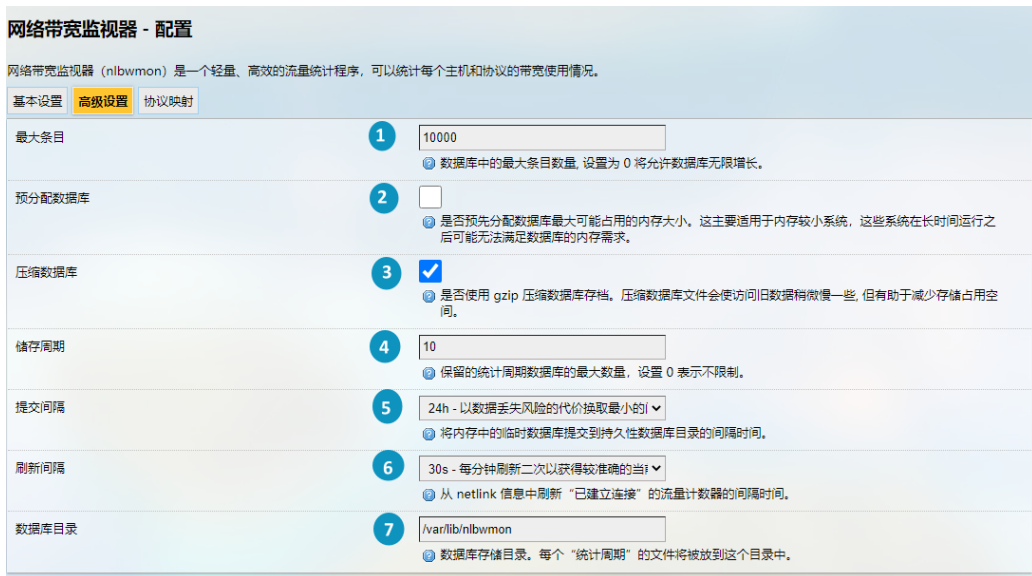 网络带宽监视器 - 配置
网络带宽监视器（nlbwmon）是一个轻量、高效的流量统计程序，可以统计每个主机和协议的带宽使用情况。
基本设置 高级设置 协议映射
最大条目 1 10000
数据库中的最大条目数量, 设置为 0 将允许数据库无限增长。
预分配数据库 2
是否预先分配数据库最大可能占用的内存大小。这主要适用于内存较小系统，这些系统在长时间运行之
后可能无法满足数据库的内存需求。
压缩数据库 3
是否使用 gzip 压缩数据库存档。压缩数据库文件会使访问旧数据稍微慢一些, 但有助于减少存储占用空
间。
储存周期 4 10
保留的统计周期数据库的最大数量，设置 0 表示不限制。
提交间隔 5 24h - 以数据丢失风险的代价换取最小的
将内存中的临时数据库提交到持久性数据库目录的间隔时间。
刷新间隔 6 30s - 每分钟刷新二次以获得较准确的当
从 netlink 信息中刷新“已建立连接”的流量计数器的间隔时间。
数据库目录 7 /var/lib/nlbwmon
数据库存储目录。每个“统计周期”的文件将被放到这个目录中。